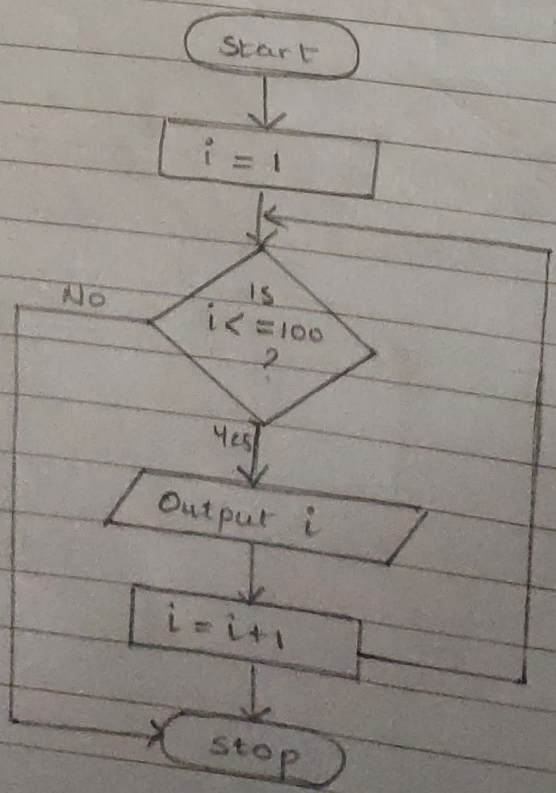 Start
i = 1
No
Is
i <= 100
?
Yes
Output i
i = i + 1
stop